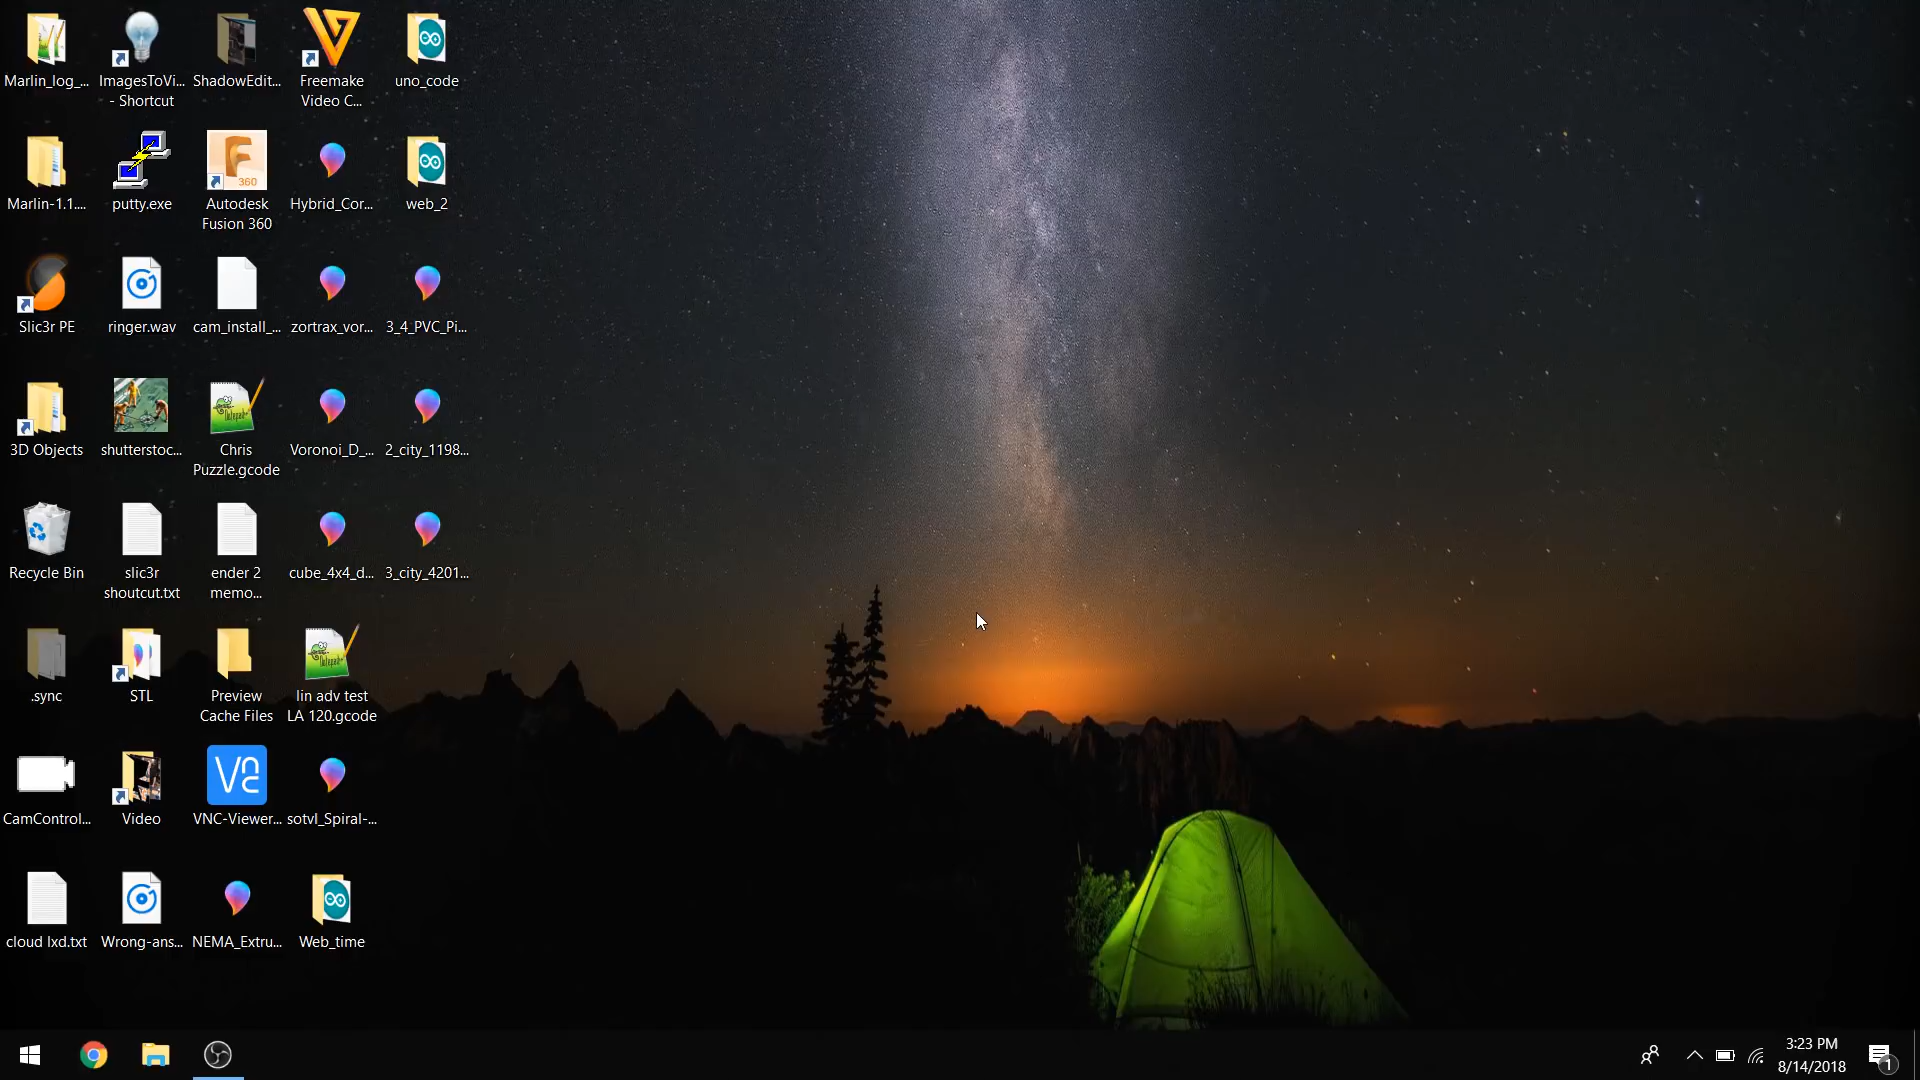 Marlin_log_...
ImagesToVi...
- Shortcut
ShadowEdit...
Freemake
Video C...
uno_code
Marlin-1.1....
putty.exe
Autodesk
Fusion 360
360
Hybrid_Cor...
web_2
Slic3r PE
ringer.wav
cam_install_...
zortrax_vor...
3_4_PVC_Pi...
3D Objects
shutterstoc...
Chris
Puzzle.gcode
Voronoi_D_...
2_city_1198...
Recycle Bin
slic3r
shoutcut.txt
ender 2
memo...
cube_4x4_d...
3_city_4201...
.sync
STL
Preview
Cache Files
lin adv test
LA 120.gcode
CamControl...
Video
VNC-Viewer...
sotvl_Spiral-...
cloud lxd.txt
Wrong-ans...
NEMA_Extru...
Web_time
3:23 PM
8/14/2018
1